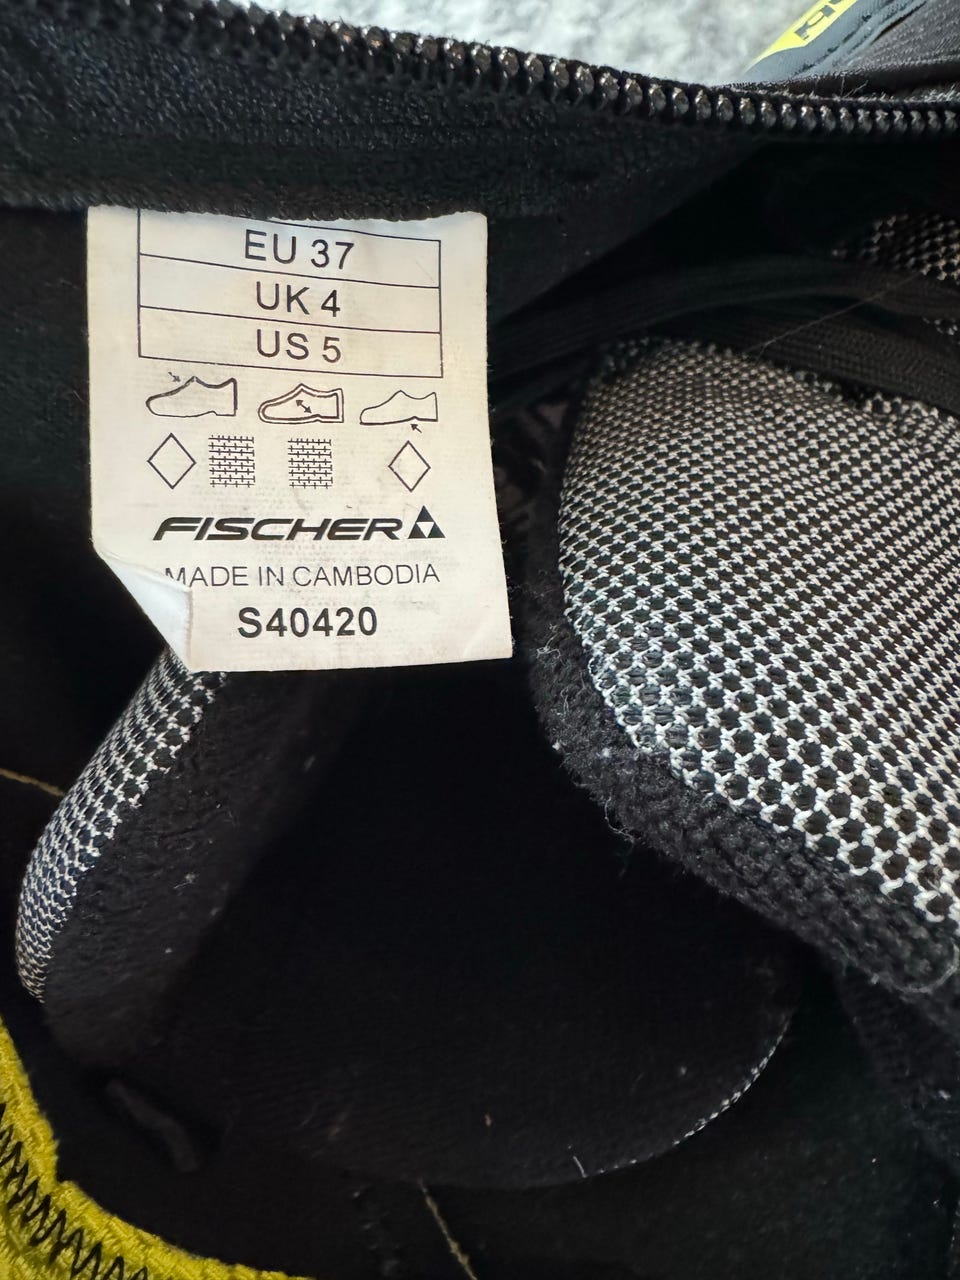 EU 37
UK 4
US 5
FISCHER
MADE IN CAMBODIA
S40420